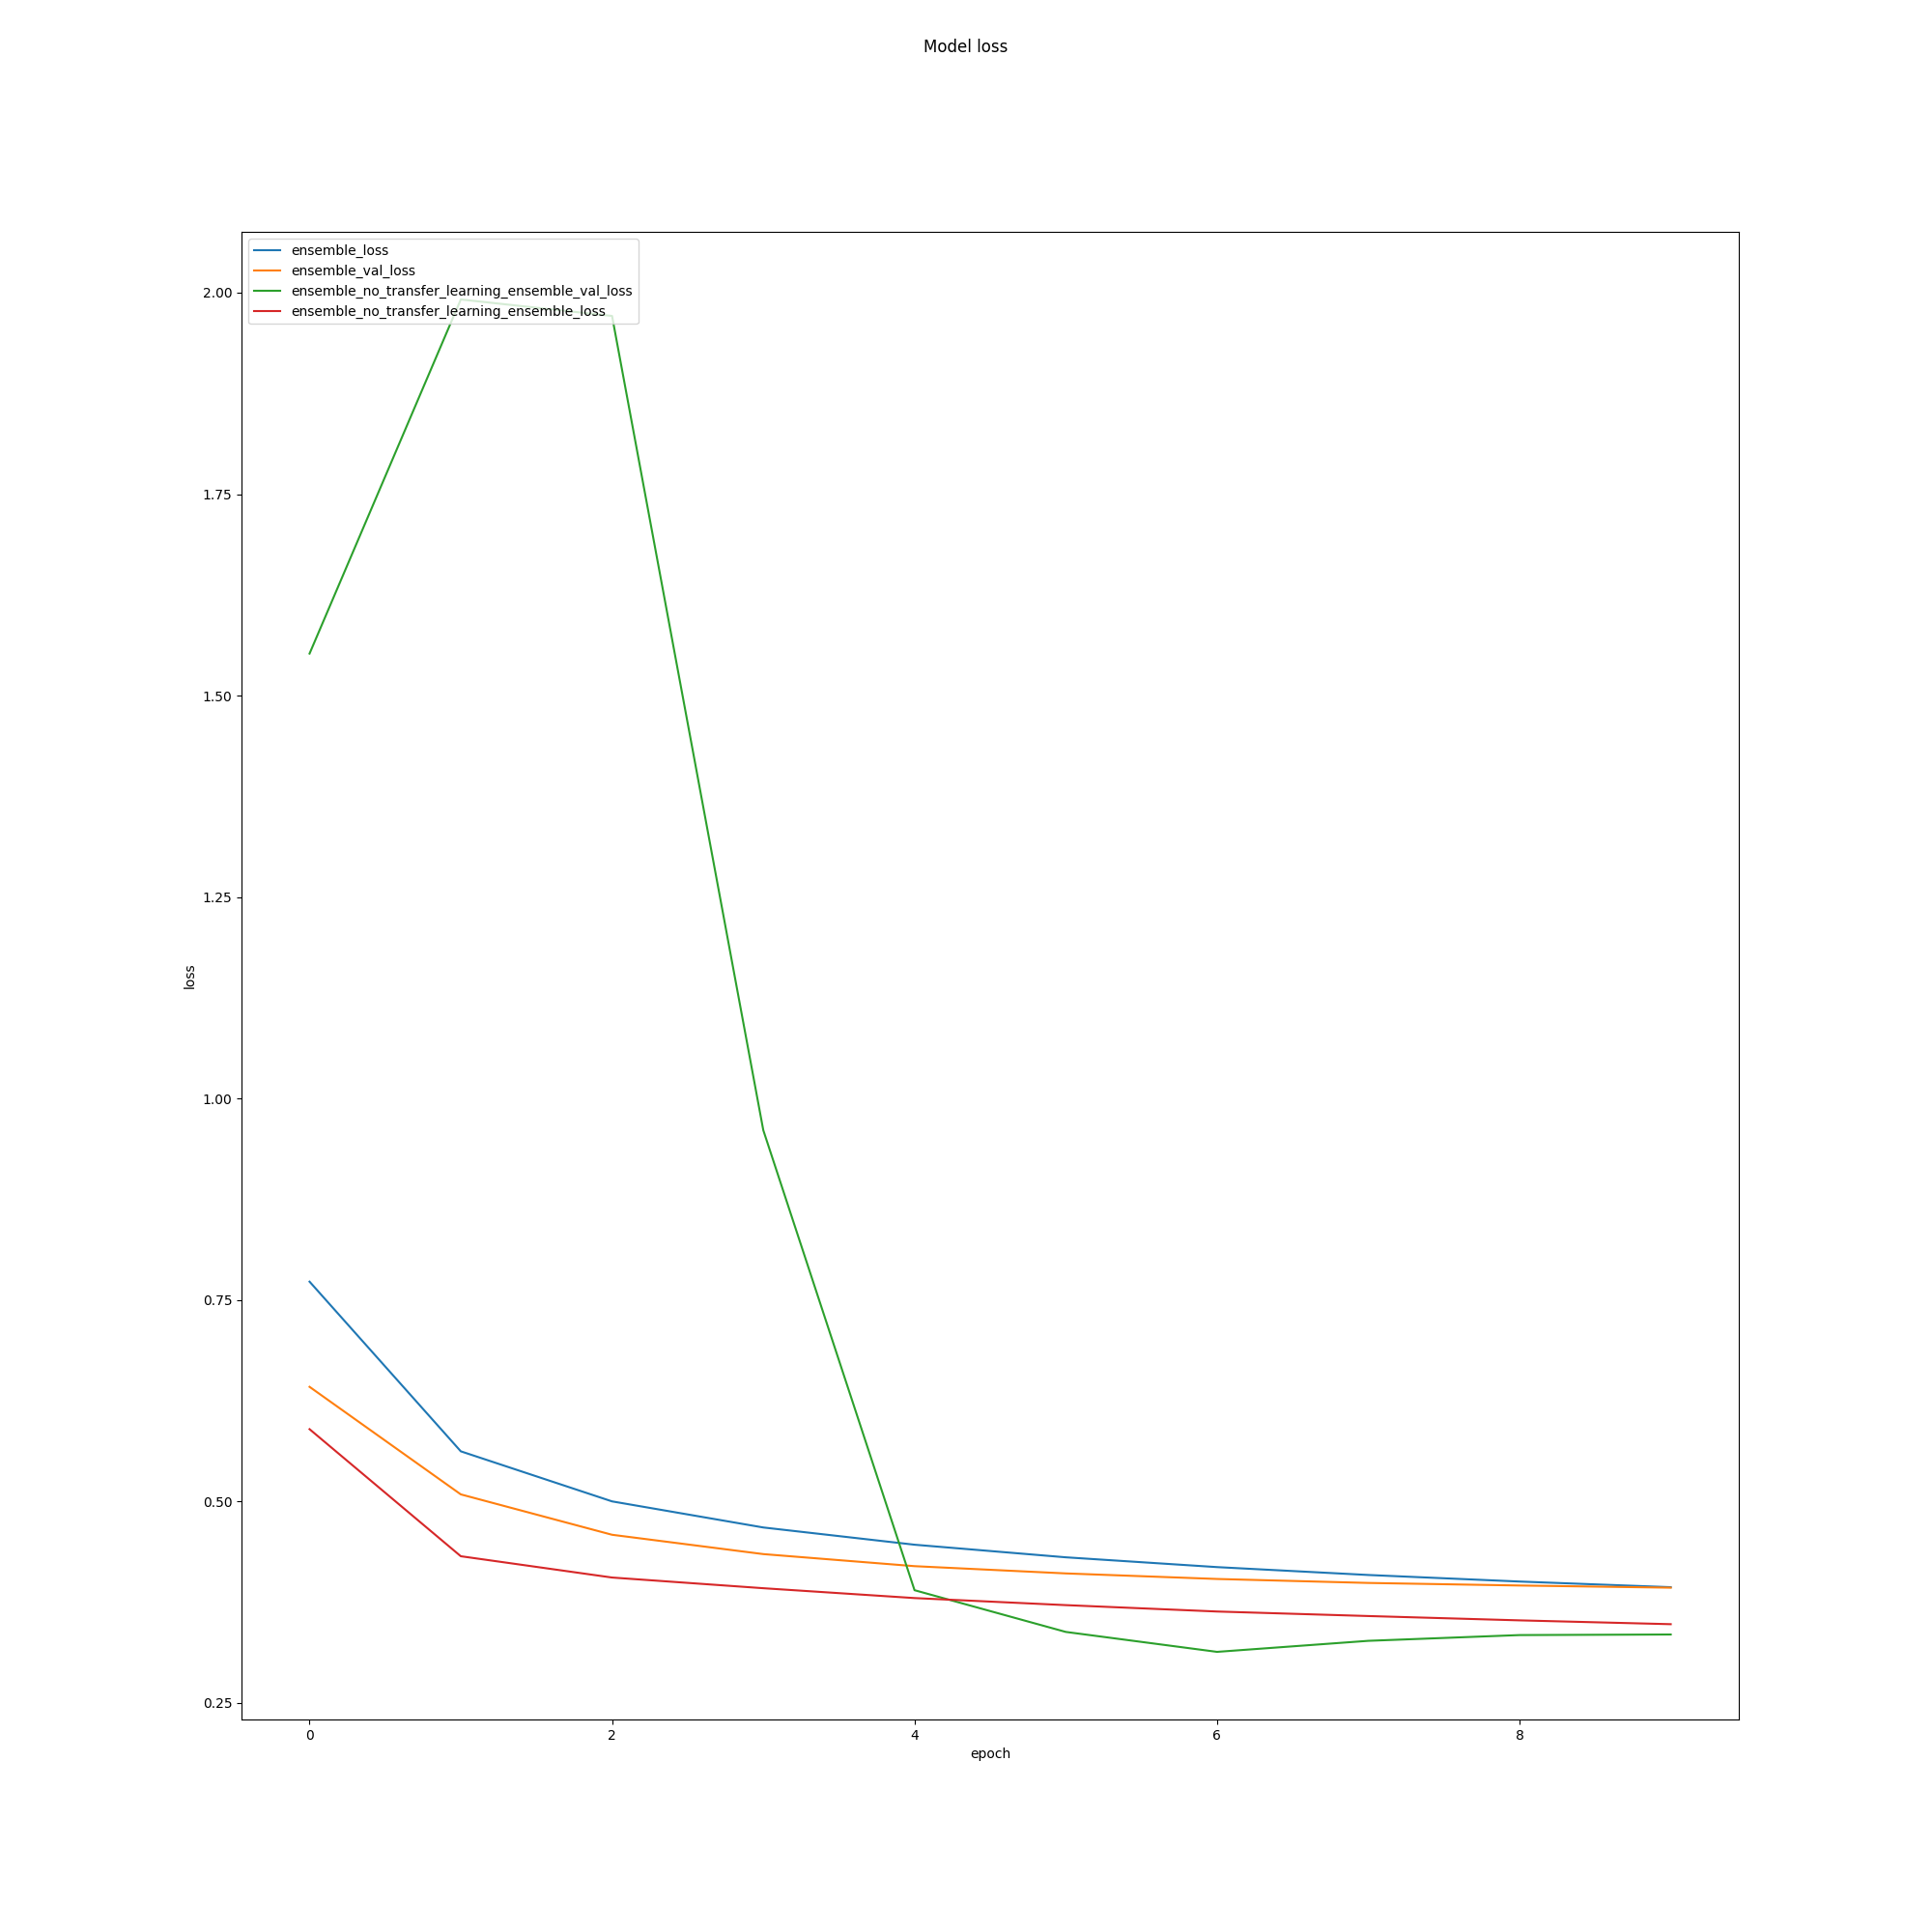 Model loss
ensemble_loss
ensemble_val_loss
ensemble_no_transfer_learning_ensemble_val_loss
ensemble_no_transfer_learning_ensemble_loss
2.00
1.75
1.50
1.25
1.00
0.75
0.50
0.25
loss
0 2 4 6 8
epoch